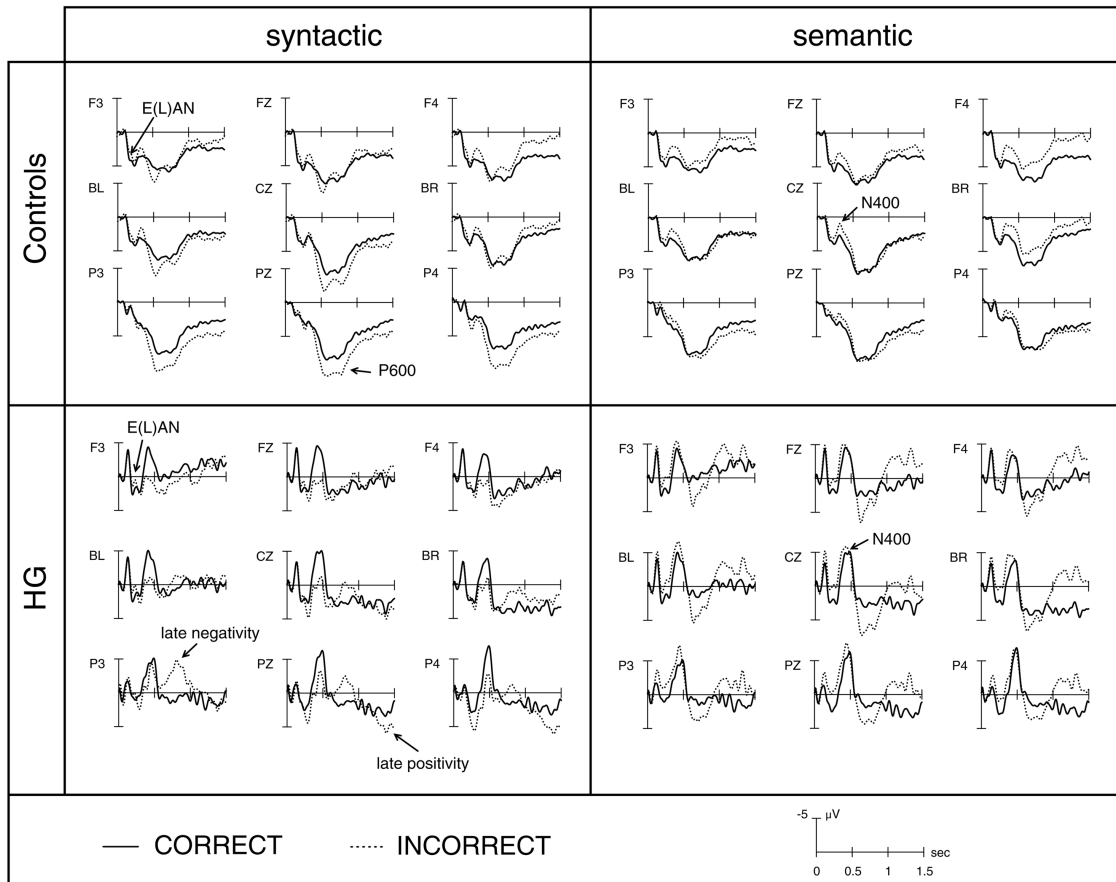 syntactic semantic
Controls
F3 FZ F4 F3 FZ F4
E(L)AN
BL CZ BR BL CZ BR
N400
P3 PZ P4 P3 PZ P4
P600
HG
E(L)AN
F3 FZ F4 F3 FZ F4
BL CZ BR BL CZ BR
N400
late negativity
P3 PZ P4 P3 PZ P4
late positivity
CORRECT INCORRECT
-5 µV
sec
0 0.5 1 1.5